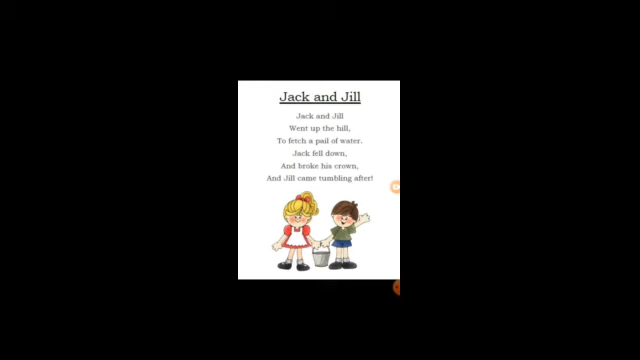 Jack and Jill
Jack and Jill
Went up the hill,
To fetch a pail of water.
Jack fell down,
And broke his crown,
And Jill came tumbling after!